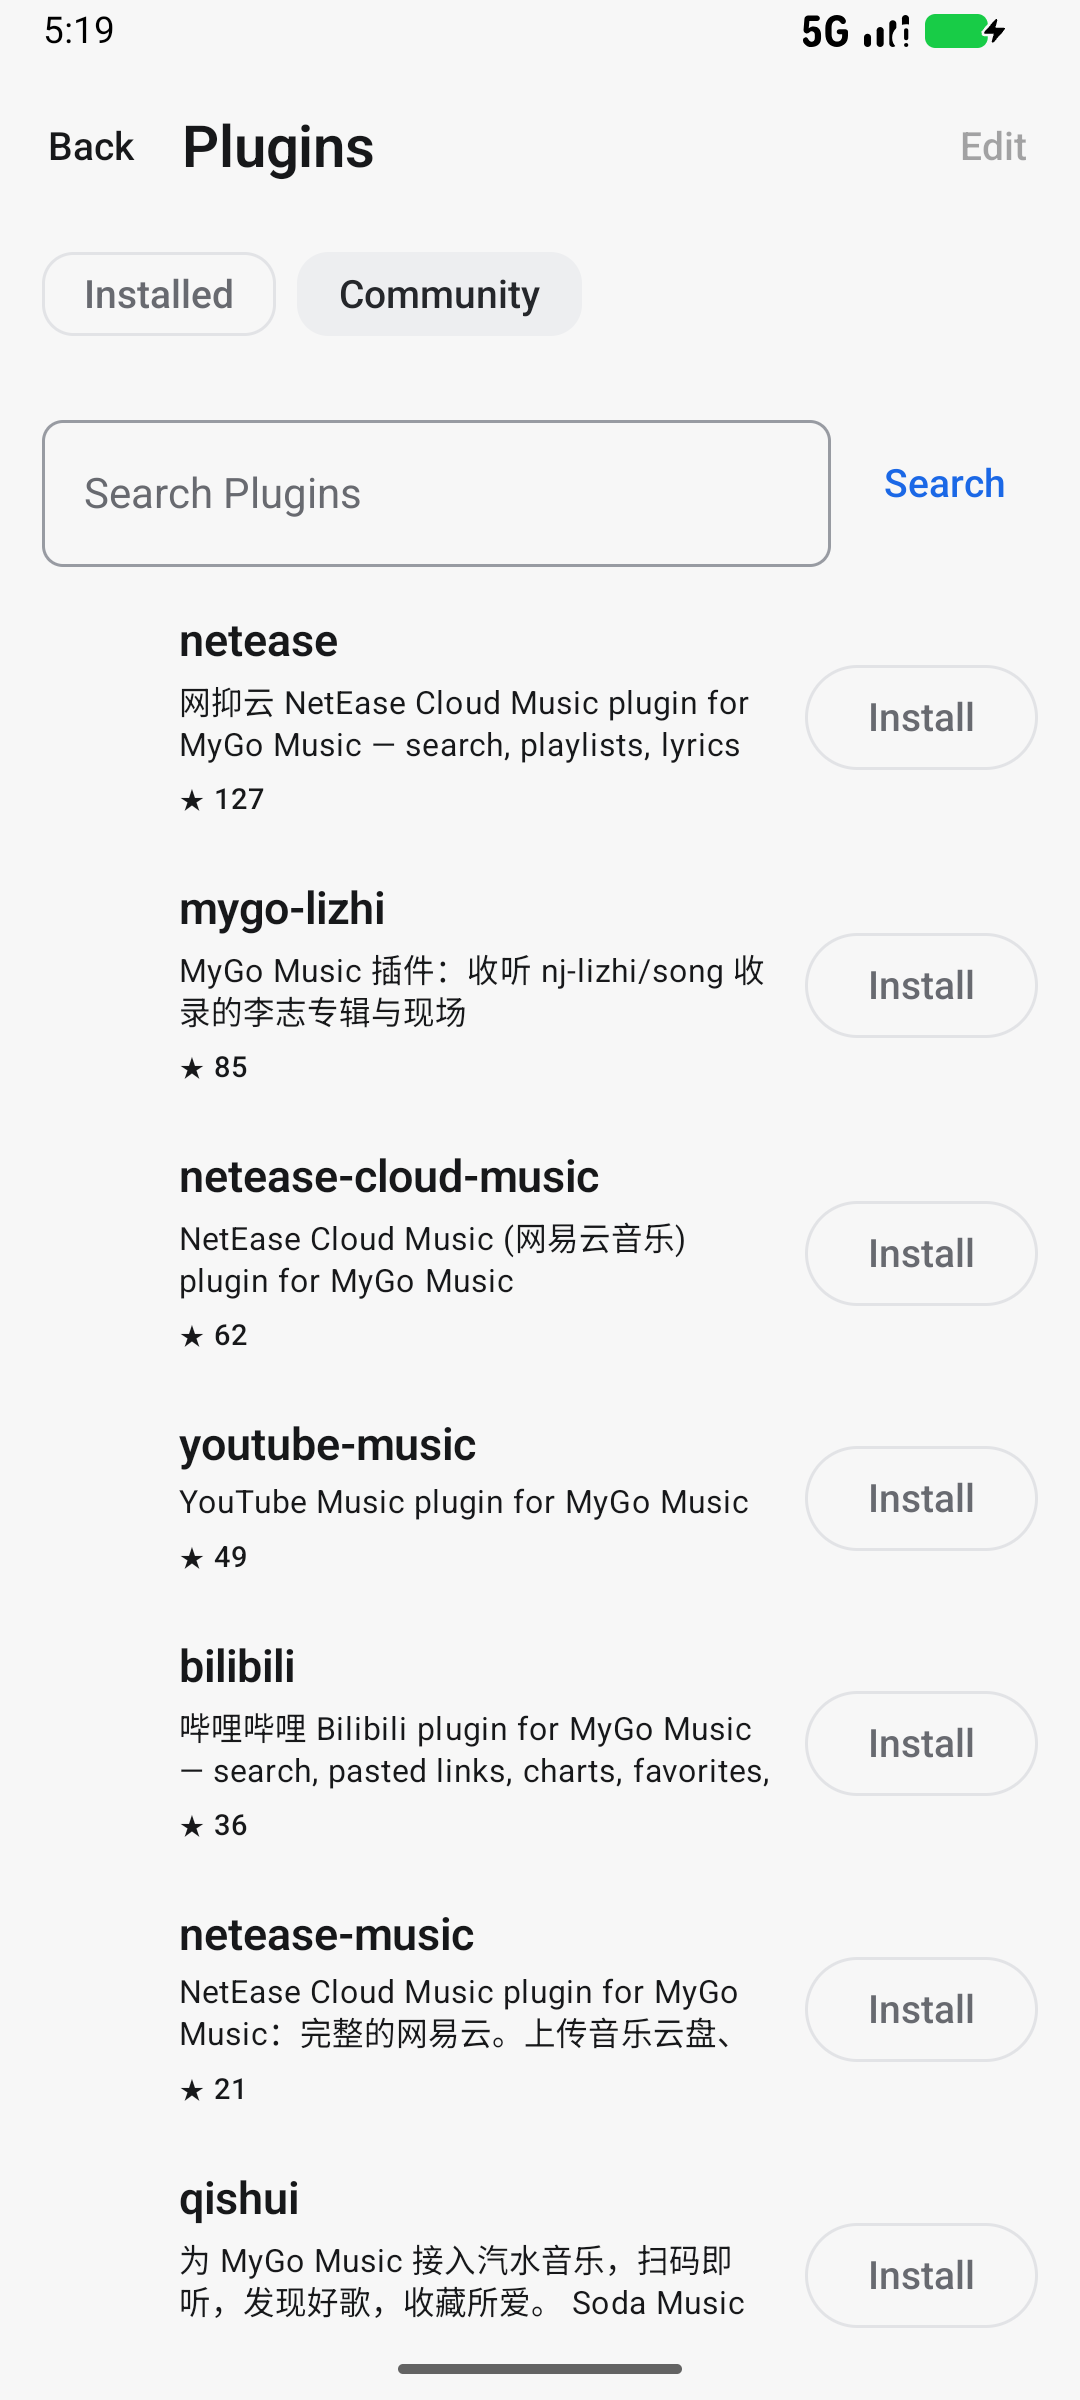 5:19
5G
Back
Plugins
Edit
Installed
Community
Search Plugins
Search
netease
网抑云 NetEase Cloud Music plugin for
MyGo Music — search, playlists, lyrics
★ 127
Install
mygo-lizhi
MyGo Music 插件：收听 nj-lizhi/song 收
录的李志专辑与现场
★ 85
Install
netease-cloud-music
NetEase Cloud Music (网易云音乐)
plugin for MyGo Music
★ 62
Install
youtube-music
YouTube Music plugin for MyGo Music
★ 49
Install
bilibili
哔哩哔哩 Bilibili plugin for MyGo Music
— search, pasted links, charts, favorites,
★ 36
Install
netease-music
NetEase Cloud Music plugin for MyGo
Music：完整的网易云。上传音乐云盘、
★ 21
Install
qishui
为 MyGo Music 接入汽水音乐，扫码即
听，发现好歌，收藏所爱。 Soda Music
Install